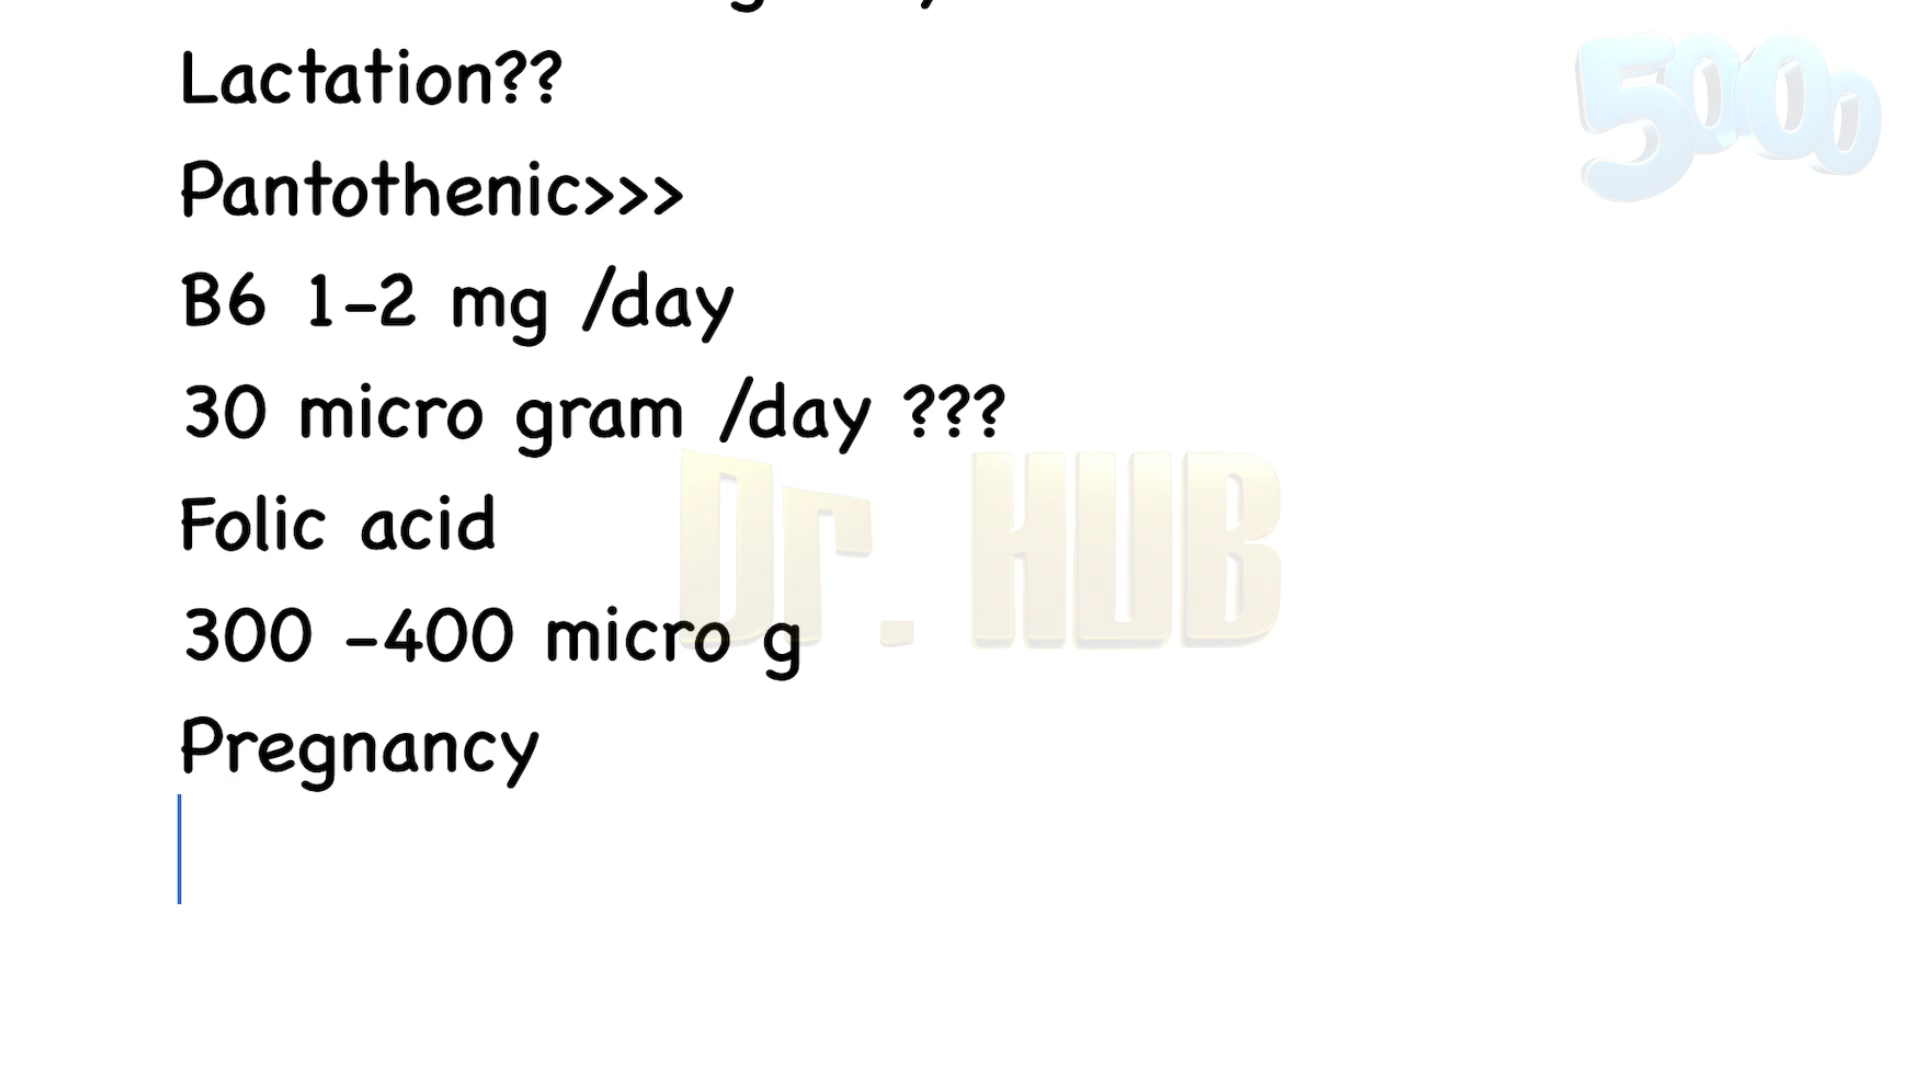 Lactation??
Pantothenic>>>
B6 1-2 mg /day
30 micro gram /day ???
Folic acid
300 -400 micro g
Pregnancy
5000
Dr. HUB